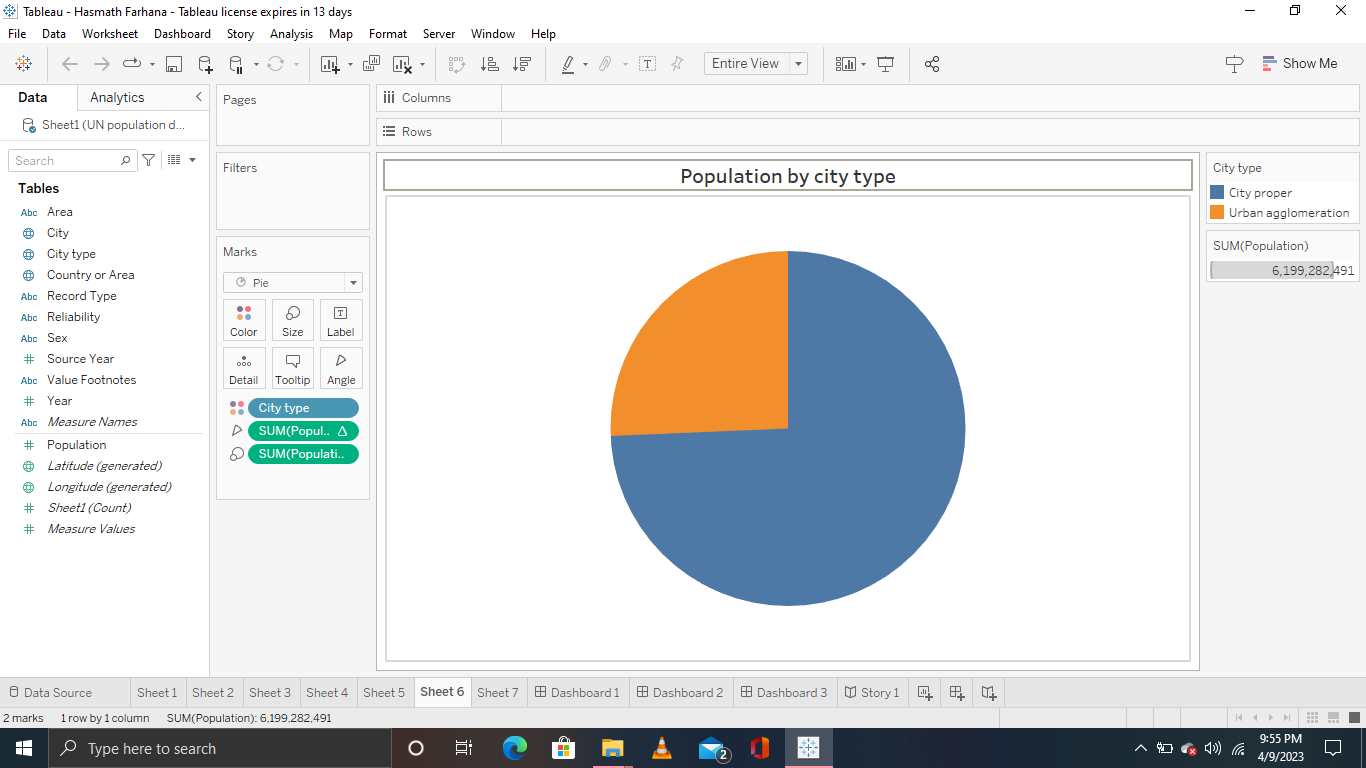 Tableau - Hasmath Farhana - Tableau license expires in 13 days
File Data Worksheet Dashboard Story Analysis Map Format Server Window Help
Entire View
Show Me
Data Analytics
Sheet1 (UN population d...
Search
Tables
Abc Area
City
City type
Country or Area
Abc Record Type
Abc Reliability
Abc Sex
Source Year
Abc Value Footnotes
Year
Abc Measure Names
Population
Latitude (generated)
Longitude (generated)
Sheet1 (Count)
Measure Values
Pages
Filters
Marks
Pie
Color Size Label
Detail Tooltip Angle
City type
SUM(Popul..
SUM(Populati..
Columns
Rows
Population by city type
City type
City proper
Urban agglomeration
SUM(Population)
6,199,282,491
Data Source Sheet 1 Sheet 2 Sheet 3 Sheet 4 Sheet 5 Sheet 6 Sheet 7 Dashboard 1 Dashboard 2 Dashboard 3 Story 1
2 marks 1 row by 1 column SUM(Population): 6,199,282,491
Type here to search
2
9:55 PM
4/9/2023